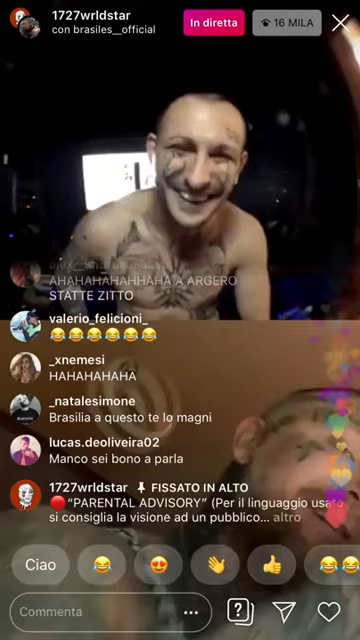 1727wrldstar
con brasiles__official
In diretta
16 MILA
AHAHAHAHAHHAHA A ARGERO
STATTE ZITTO
valerio_felicioni_
😂😂😂😂😂😂
_xnemesi
HAHAHAHAHA
_natalesimone
Brasilia a questo te lo magni
lucas.deoliveira02
Manco sei bono a parla
1727wrldstar 📌 FISSATO IN ALTO
🔴“PARENTAL ADVISORY” (Per il linguaggio usato
si consiglia la visione ad un pubblico... altro
Ciao 😂 😍 👋 👍 😂😂
Commenta